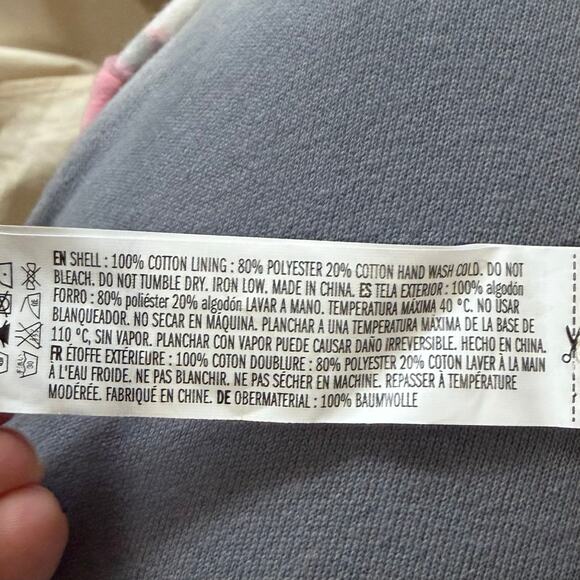 EN SHELL : 100% COTTON LINING : 80% POLYESTER 20% COTTON HAND WASH COLD. DO NOT
BLEACH. DO NOT TUMBLE DRY. IRON LOW. MADE IN CHINA. ES TELA EXTERIOR : 100% algodón
FORRO : 80% poliéster 20% algodón LAVAR A MANO. TEMPERATURA MÁXIMA 40 °C. NO USAR
BLANQUEADOR. NO SECAR EN MÁQUINA. PLANCHAR A UNA TEMPERATURA MÁXIMA DE LA BASE DE
110 °C, SIN VAPOR. PLANCHAR CON VAPOR PUEDE CAUSAR DAÑO IRREVERSIBLE. HECHO EN CHINA.
FR ÉTOFFE EXTÉRIEURE : 100% COTON DOUBLURE : 80% POLYESTER 20% COTON LAVER À LA MAIN
À L'EAU FROIDE. NE PAS BLANCHIR. NE PAS SÉCHER EN MACHINE. REPASSER À TEMPÉRATURE
MODÉRÉE. FABRIQUÉ EN CHINE. DE OBERMATERIAL : 100% BAUMWOLLE